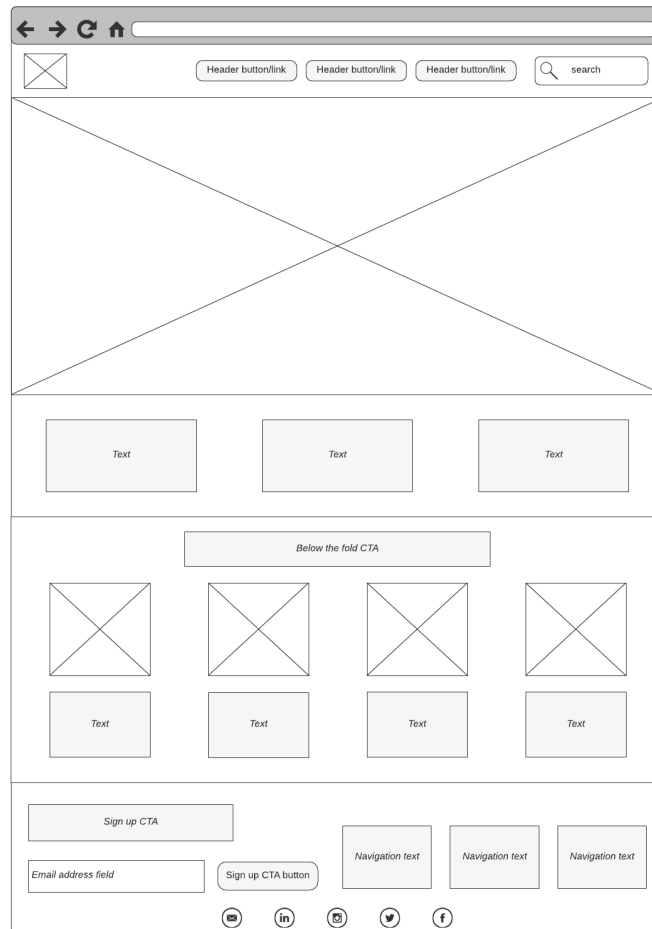 Header button/link Header button/link Header button/link search
Text Text Text
Below the fold CTA
Text Text Text Text
Sign up CTA
Navigation text Navigation text Navigation text
Email address field Sign up CTA button
in f